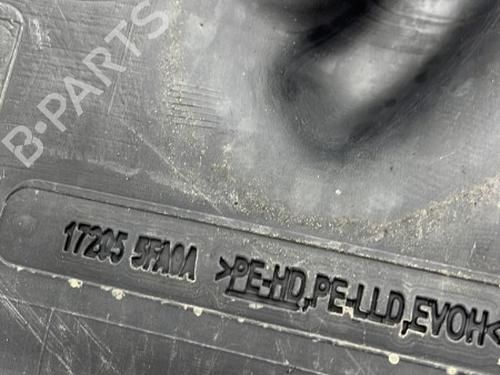 B-PARTS
17205 5FA0A >PE-HD,PE-LLD,EVOH<